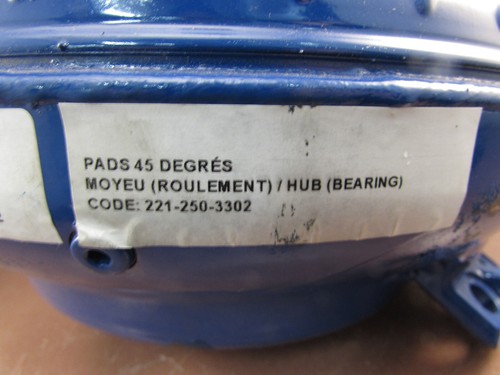 PADS 45 DEGRÉS
MOYEU (ROULEMENT) / HUB (BEARING)
CODE: 221-250-3302